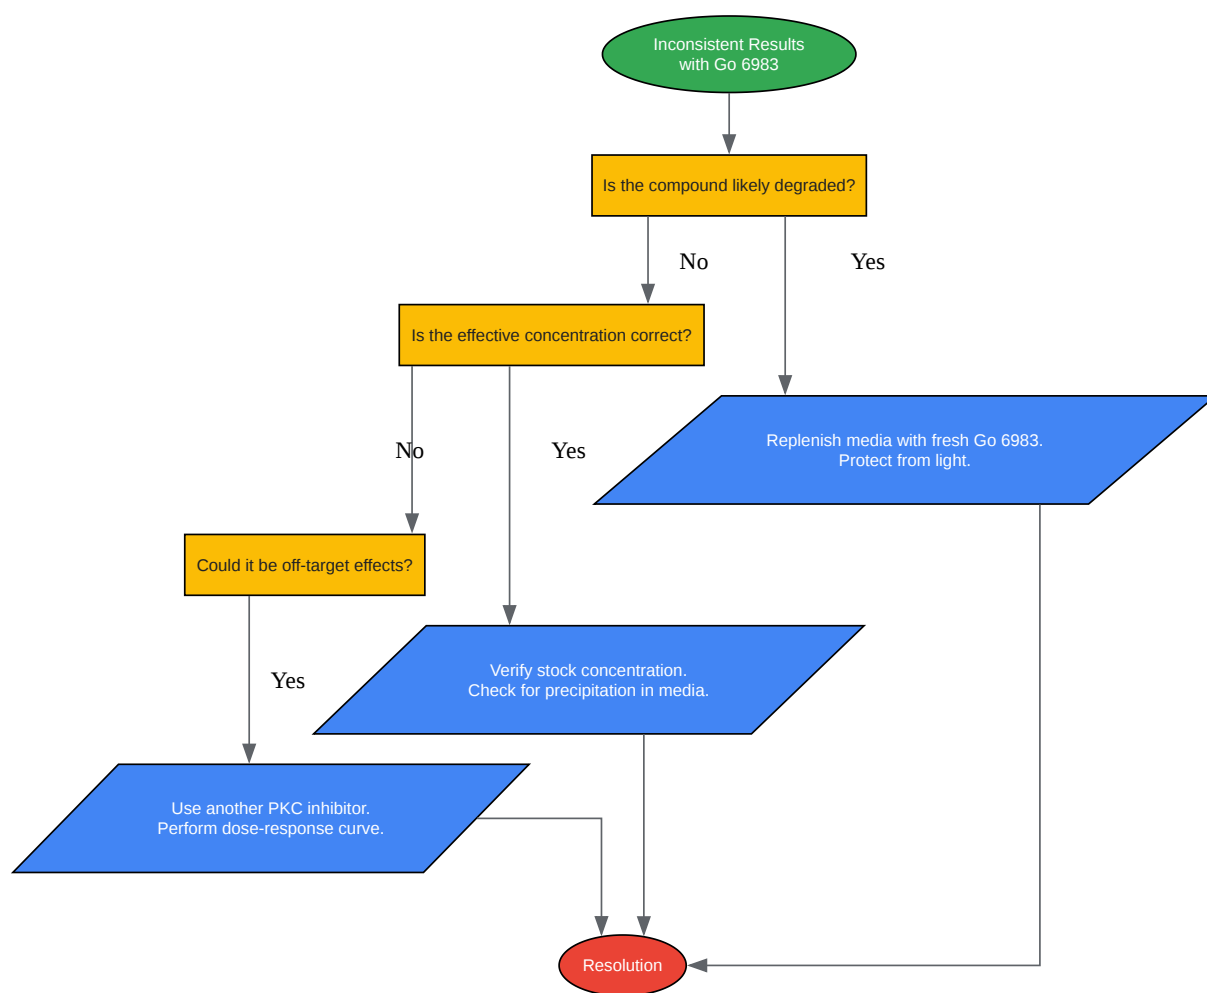 Inconsistent Results
with Go 6983
Is the compound likely degraded?
No
Yes
Is the effective concentration correct?
Replenish media with fresh Go 6983.
Protect from light.
No
Yes
Could it be off-target effects?
Verify stock concentration.
Check for precipitation in media.
Yes
Use another PKC inhibitor.
Perform dose-response curve.
Resolution